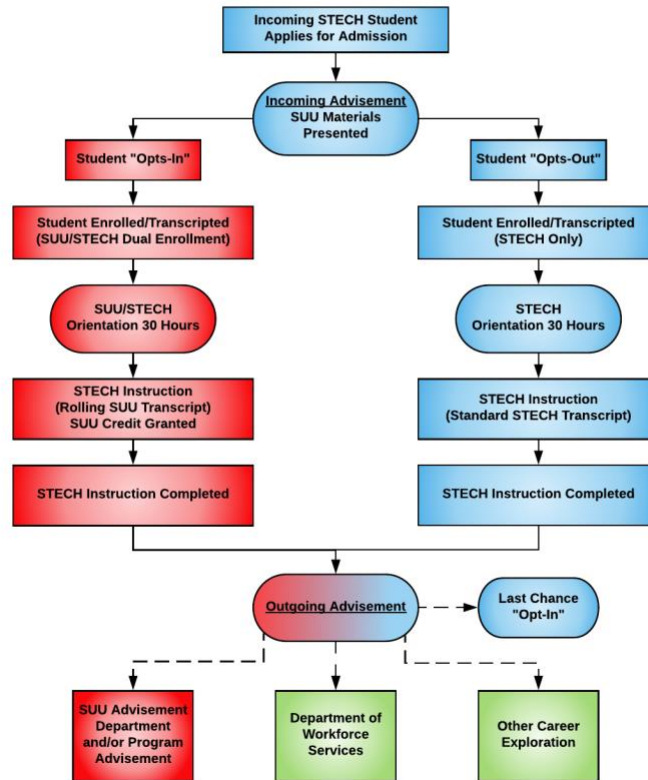 Incoming STECH Student
Applies for Admission
Incoming Advisement
SUU Materials
Presented
Student "Opts-In"
Student "Opts-Out"
Student Enrolled/Transcripted
(SUU/STECH Dual Enrollment)
Student Enrolled/Transcripted
(STECH Only)
SUU/STECH
Orientation 30 Hours
STECH
Orientation 30 Hours
STECH Instruction
(Rolling SUU Transcript)
SUU Credit Granted
STECH Instruction
(Standard STECH Transcript)
STECH Instruction Completed
STECH Instruction Completed
Outgoing Advisement
Last Chance
"Opt-In"
SUU Advisement
Department
and/or Program
Advisement
Department of
Workforce
Services
Other Career
Exploration